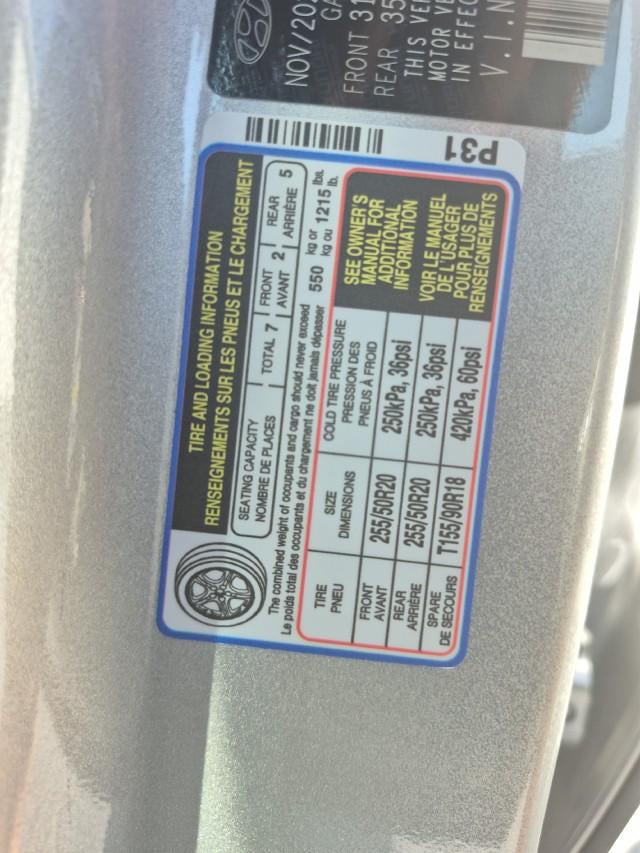 NOV/202
GA
FRONT 31
REAR 35
THIS VE
MOTOR VE
IN EFFEC
V.I.N
P31
TIRE AND LOADING INFORMATION
RENSEIGNEMENTS SUR LES PNEUS ET LE CHARGEMENT
SEATING CAPACITY
NOMBRE DE PLACES
TOTAL 7
FRONT
AVANT 2
REAR
ARRIÈRE 5
The combined weight of occupants and cargo should never exceed 550 kg or 1215 lbs.
Le poids total des occupants et du chargement ne doit jamais dépasser kg ou lb.
TIRE
PNEU
SIZE
DIMENSIONS
COLD TIRE PRESSURE
PRESSION DES
PNEUS À FROID
SEE OWNER'S
MANUAL FOR
ADDITIONAL
INFORMATION
VOIR LE MANUEL
DE L'USAGER
POUR PLUS DE
RENSEIGNEMENTS
FRONT
AVANT
255/50R20
250kPa, 36psi
REAR
ARRIÈRE
255/50R20
250kPa, 36psi
SPARE
DE SECOURS
T155/90R18
420kPa, 60psi